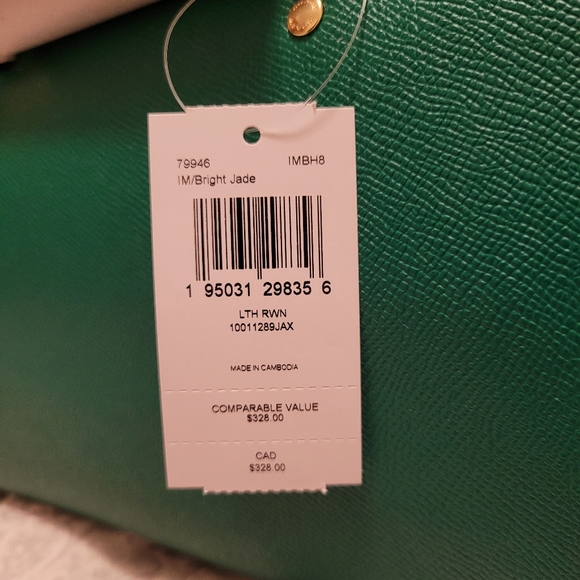 79946 IMBH8
IM/Bright Jade
1 95031 29835 6
LTH RWN
10011289JAX
MADE IN CAMBODIA
COMPARABLE VALUE
$328.00
CAD
$328.00